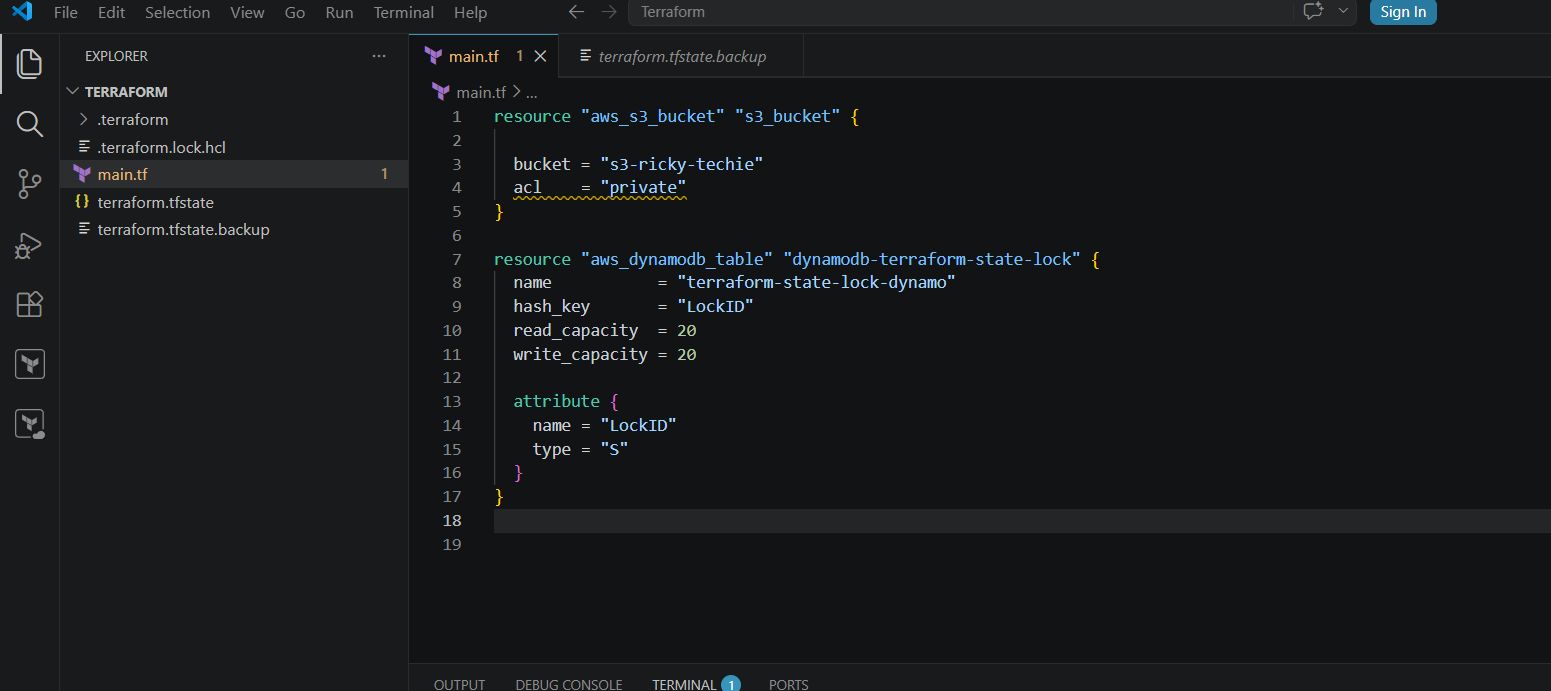 File Edit Selection View Go Run Terminal Help
Terraform
Sign In
EXPLORER
TERRAFORM
.terraform
.terraform.lock.hcl
main.tf 1
terraform.tfstate
terraform.tfstate.backup
main.tf 1
terraform.tfstate.backup
main.tf > ...
1 resource "aws_s3_bucket" "s3_bucket" {
2
3   bucket = "s3-ricky-techie"
4   acl    = "private"
5 }
6
7 resource "aws_dynamodb_table" "dynamodb-terraform-state-lock" {
8   name           = "terraform-state-lock-dynamo"
9   hash_key       = "LockID"
10   read_capacity  = 20
11   write_capacity = 20
12
13   attribute {
14     name = "LockID"
15     type = "S"
16   }
17 }
18
19
OUTPUT DEBUG CONSOLE TERMINAL 1 PORTS